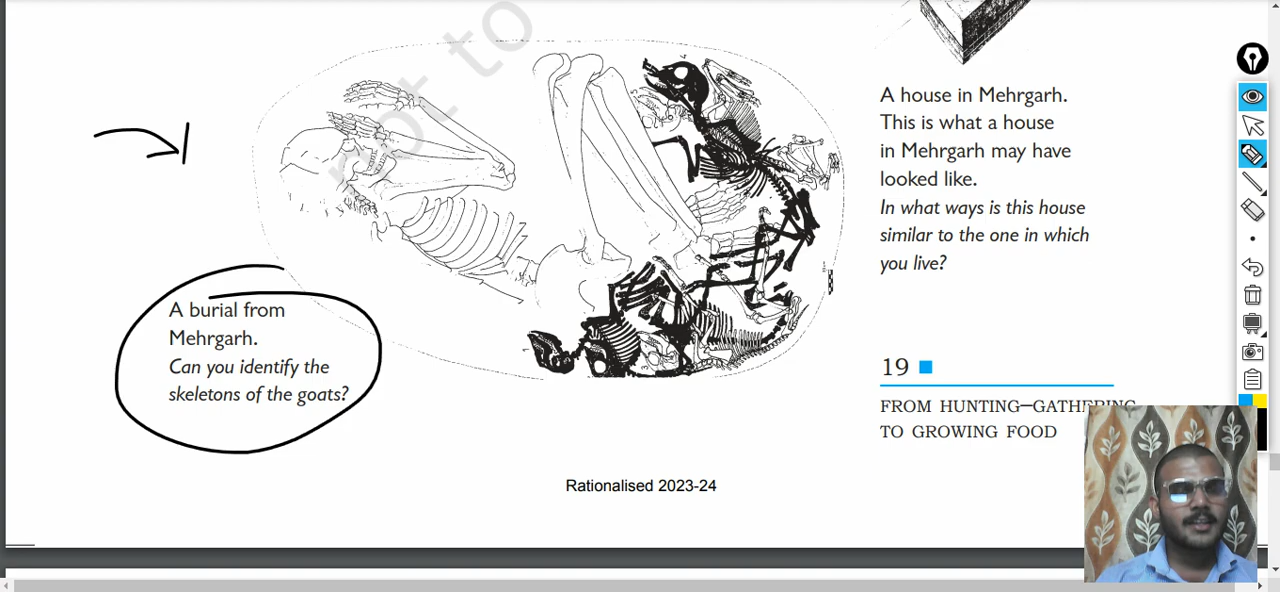 not to
A burial from
Mehrgarh.
Can you identify the
skeletons of the goats?
A house in Mehrgarh.
This is what a house
in Mehrgarh may have
looked like.
In what ways is this house
similar to the one in which
you live?
19
FROM HUNTING—GATHERING
TO GROWING FOOD
Rationalised 2023-24